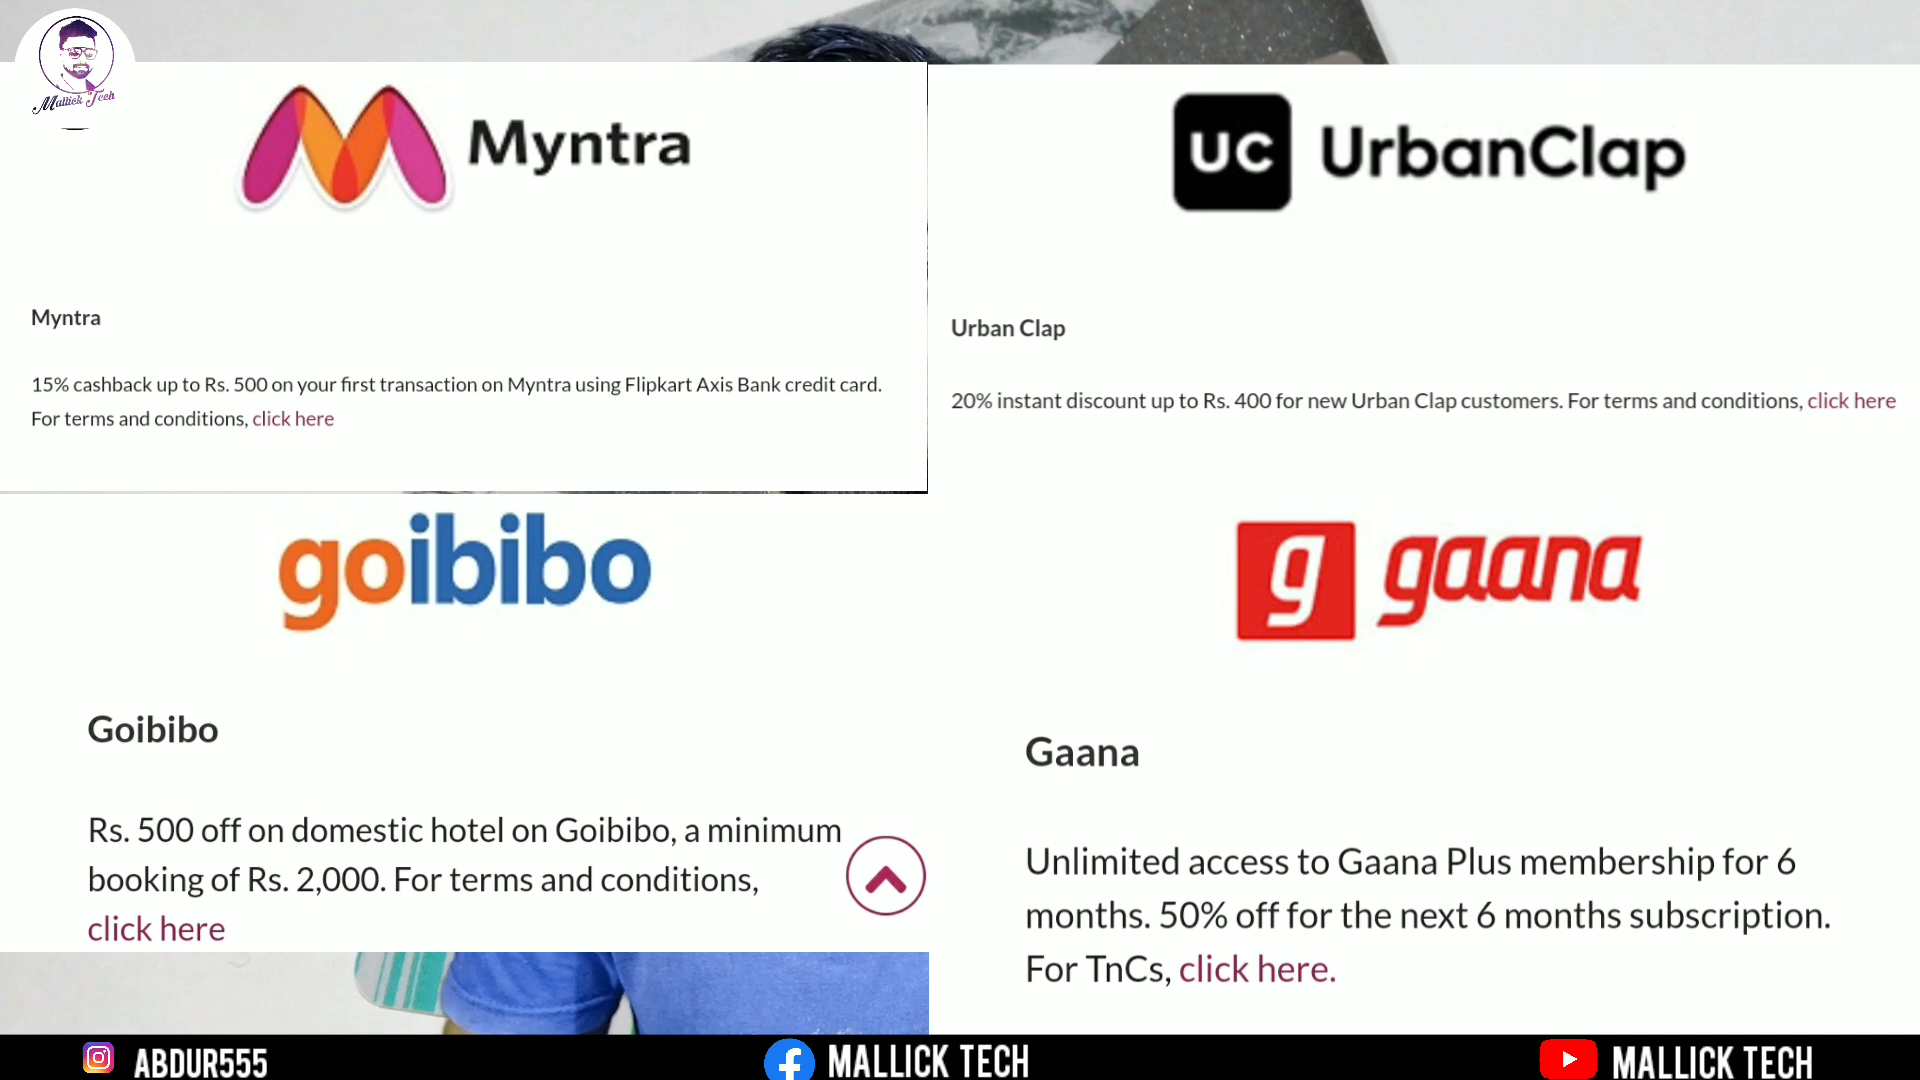 Mallick Tech
Myntra
Myntra
15% cashback up to Rs. 500 on your first transaction on Myntra using Flipkart Axis Bank credit card.
For terms and conditions, click here
UC UrbanClap
Urban Clap
20% instant discount up to Rs. 400 for new Urban Clap customers. For terms and conditions, click here
goibibo
Goibibo
Rs. 500 off on domestic hotel on Goibibo, a minimum
booking of Rs. 2,000. For terms and conditions,
click here
g gaana
Gaana
Unlimited access to Gaana Plus membership for 6
months. 50% off for the next 6 months subscription.
For TnCs, click here.
ABDUR555
MALLICK TECH
MALLICK TECH